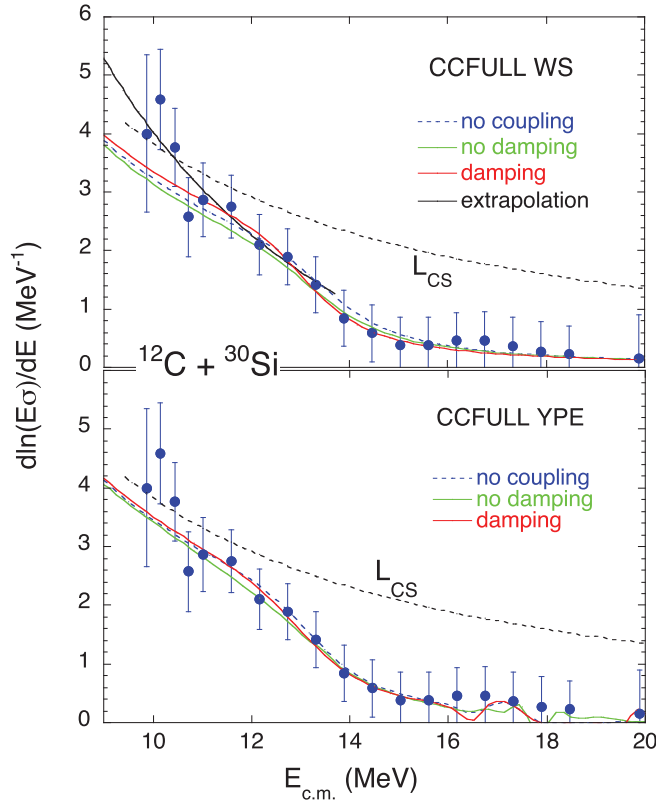 CCFULL WS
no coupling
no damping
damping
extrapolation
L_CS
6
5
4
3
2
1
0
¹²C + ³⁰Si
dln(Eσ)/dE (MeV⁻¹)
CCFULL YPE
no coupling
no damping
damping
L_CS
5
4
3
2
1
0
10 12 14 16 18 20
E_c.m. (MeV)